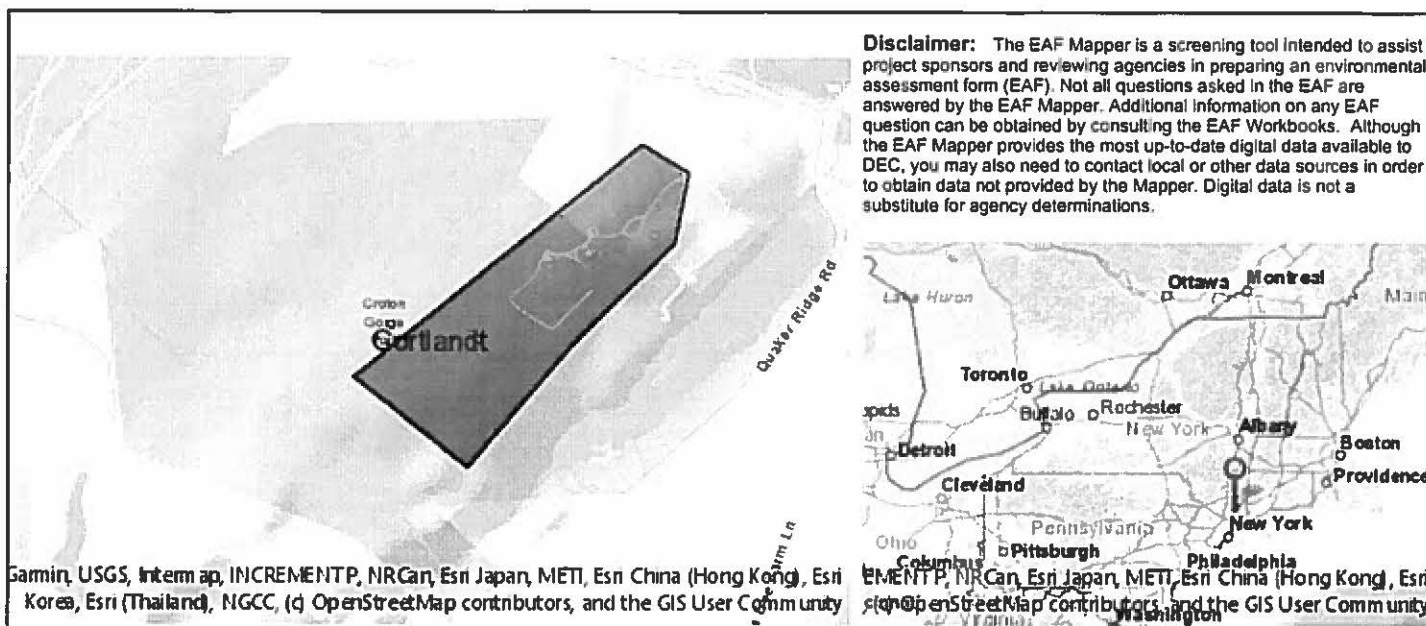 Disclaimer: The EAF Mapper is a screening tool intended to assist
project sponsors and reviewing agencies in preparing an environmental
assessment form (EAF). Not all questions asked in the EAF are
answered by the EAF Mapper. Additional information on any EAF
question can be obtained by consulting the EAF Workbooks. Although
the EAF Mapper provides the most up-to-date digital data available to
DEC, you may also need to contact local or other data sources in order
to obtain data not provided by the Mapper. Digital data is not a
substitute for agency determinations.
Croton
Gorge
Cortlandt
Quaker Ridge Rd
Garmin, USGS, Intermap, INCREMENT P, NRCan, Esri Japan, METI, Esri China (Hong Kong), Esri
Korea, Esri (Thailand), NGCC, (c) OpenStreetMap contributors, and the GIS User Community
Ottawa
Montreal
Main
Lake Huron
Toronto
Lake Ontario
Buffalo
Rochester
apids
New York
Albany
Detroit
Boston
Providence
Cleveland
Pennsylvania
New York
Ohio
Columbus
Pittsburgh
Philadelphia
EMENT P, NRCan, Esri Japan, METI, Esri China (Hong Kong), Esri
(c) OpenStreetMap contributors, and the GIS User Community
Washington